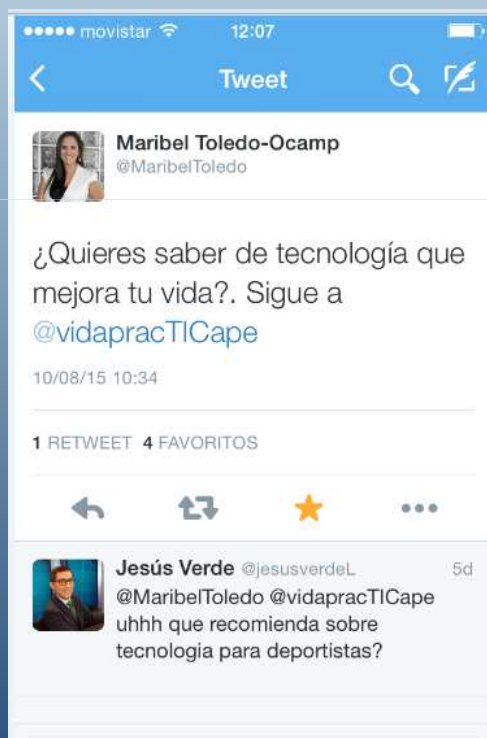 movistar 12:07
Tweet
Maribel Toledo-Ocamp
@MaribelToledo
¿Quieres saber de tecnología que
mejora tu vida?. Sigue a
@vidapracTICape
10/08/15 10:34
1 RETWEET 4 FAVORITOS
Jesús Verde @jesusverdeL 5d
@MaribelToledo @vidapracTICape
uhhh que recomienda sobre
tecnologia para deportistas?